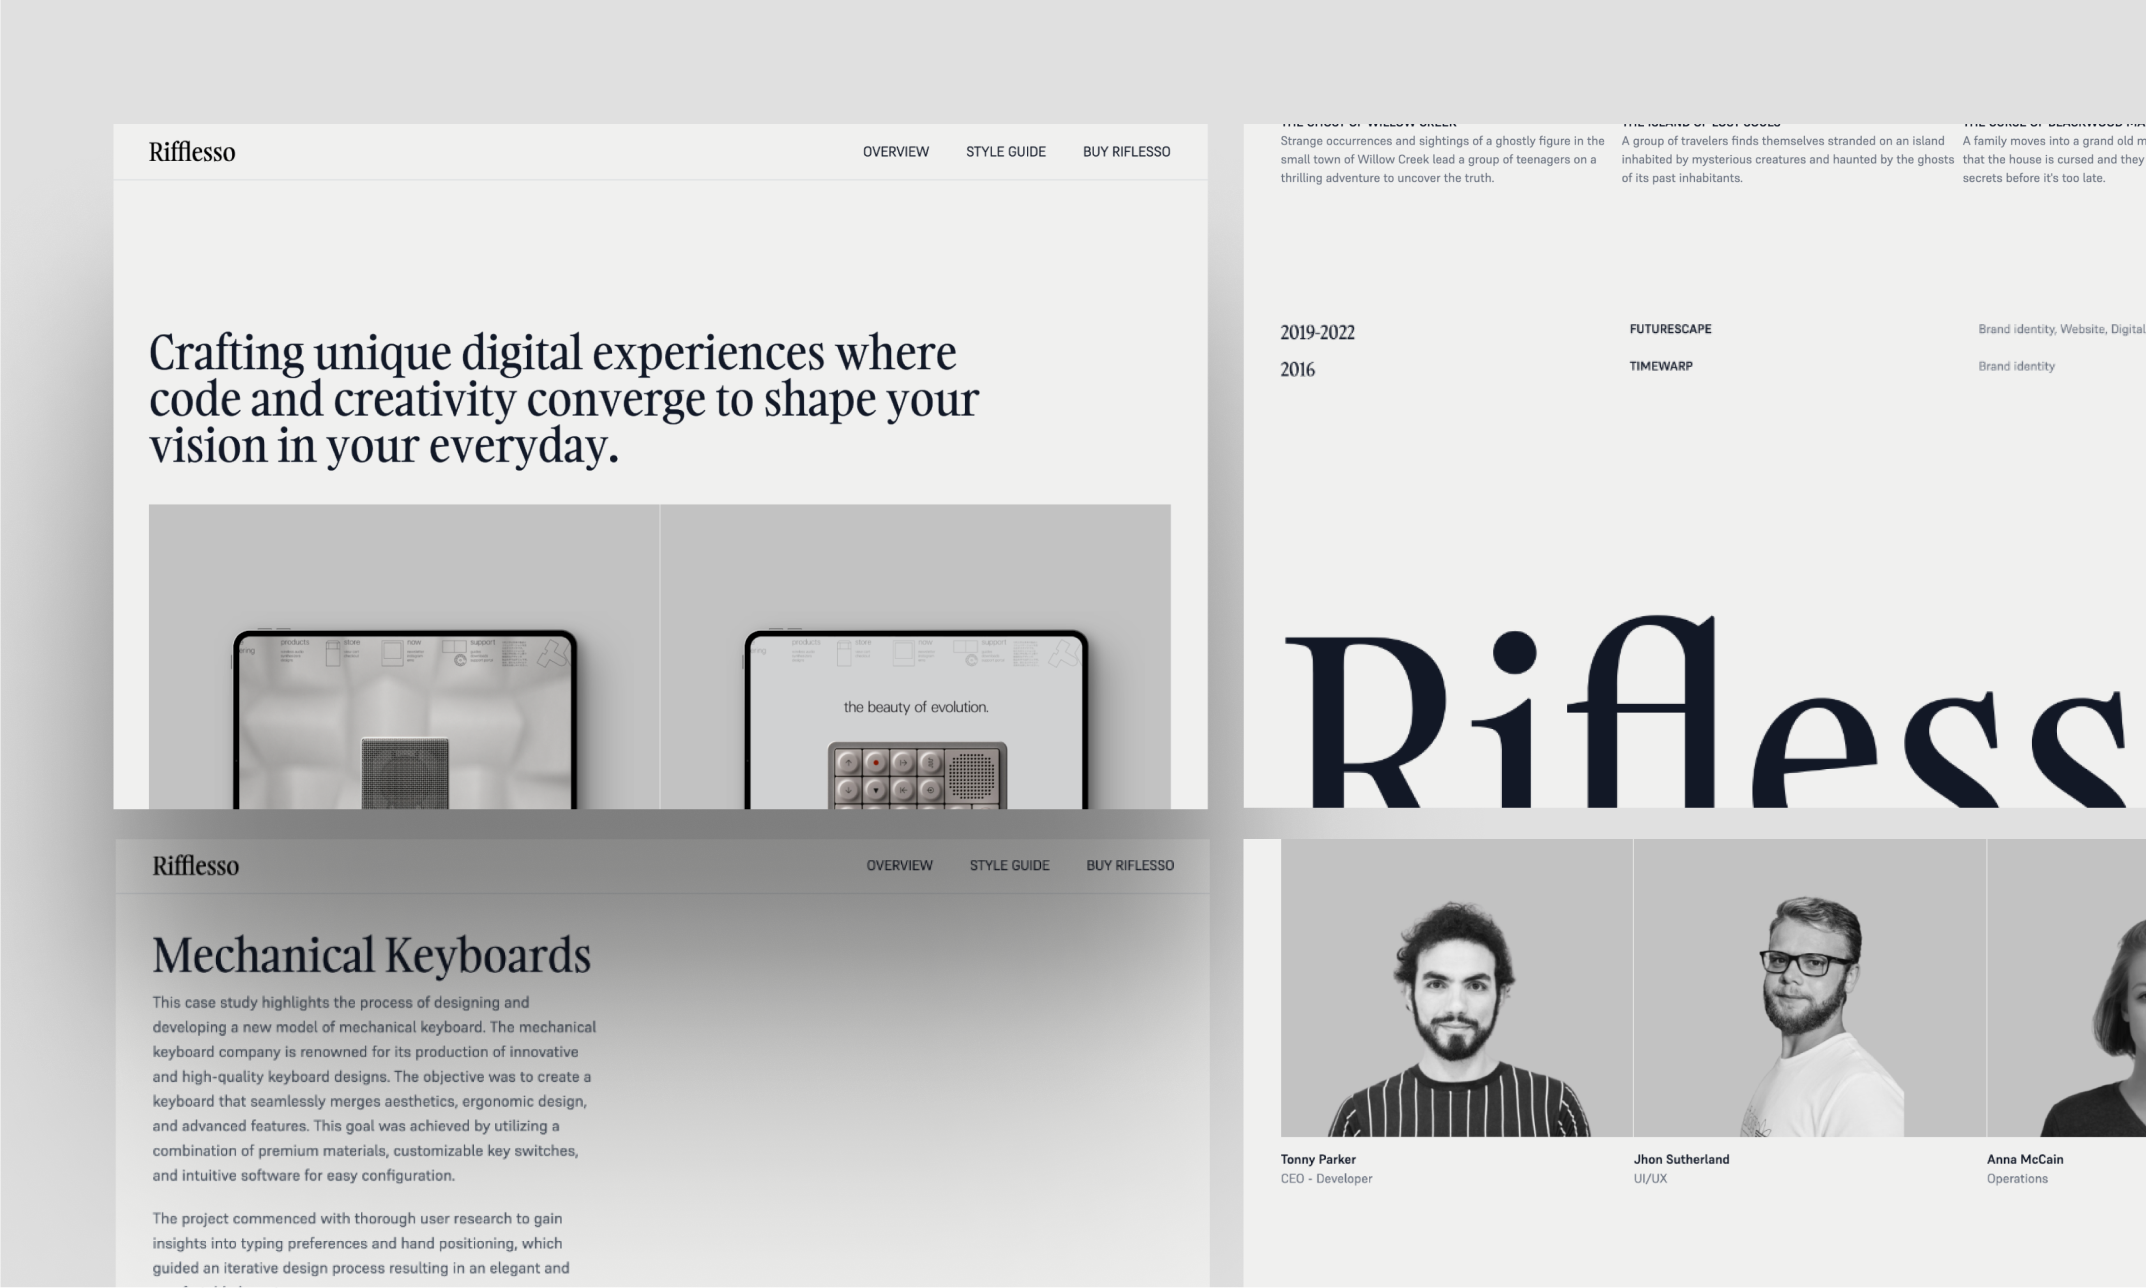 Rifflesso
OVERVIEW
STYLE GUIDE
BUY RIFLESSO
Crafting unique digital experiences where
code and creativity converge to shape your
vision in your everyday.
products
store
now
support
products
store
now
support
the beauty of evolution.
Strange occurrences and sightings of a ghostly figure in the
small town of Willow Creek lead a group of teenagers on a
thrilling adventure to uncover the truth.
A group of travelers finds themselves stranded on an island
inhabited by mysterious creatures and haunted by the ghosts
of its past inhabitants.
A family moves into a grand old
that the house is cursed and they
secrets before it's too late.
2019-2022
FUTURESCAPE
Brand identity, Website, Digital
2016
TIMEWARP
Brand identity
Rifless
Rifflesso
OVERVIEW
STYLE GUIDE
BUY RIFLESSO
Mechanical Keyboards
This case study highlights the process of designing and
developing a new model of mechanical keyboard. The mechanical
keyboard company is renowned for its production of innovative
and high-quality keyboard designs. The objective was to create a
keyboard that seamlessly merges aesthetics, ergonomic design,
and advanced features. This goal was achieved by utilizing a
combination of premium materials, customizable key switches,
and intuitive software for easy configuration.
The project commenced with thorough user research to gain
insights into typing preferences and hand positioning, which
guided an iterative design process resulting in an elegant and
Tonny Parker
CEO - Developer
Jhon Sutherland
UI/UX
Anna McCain
Operations